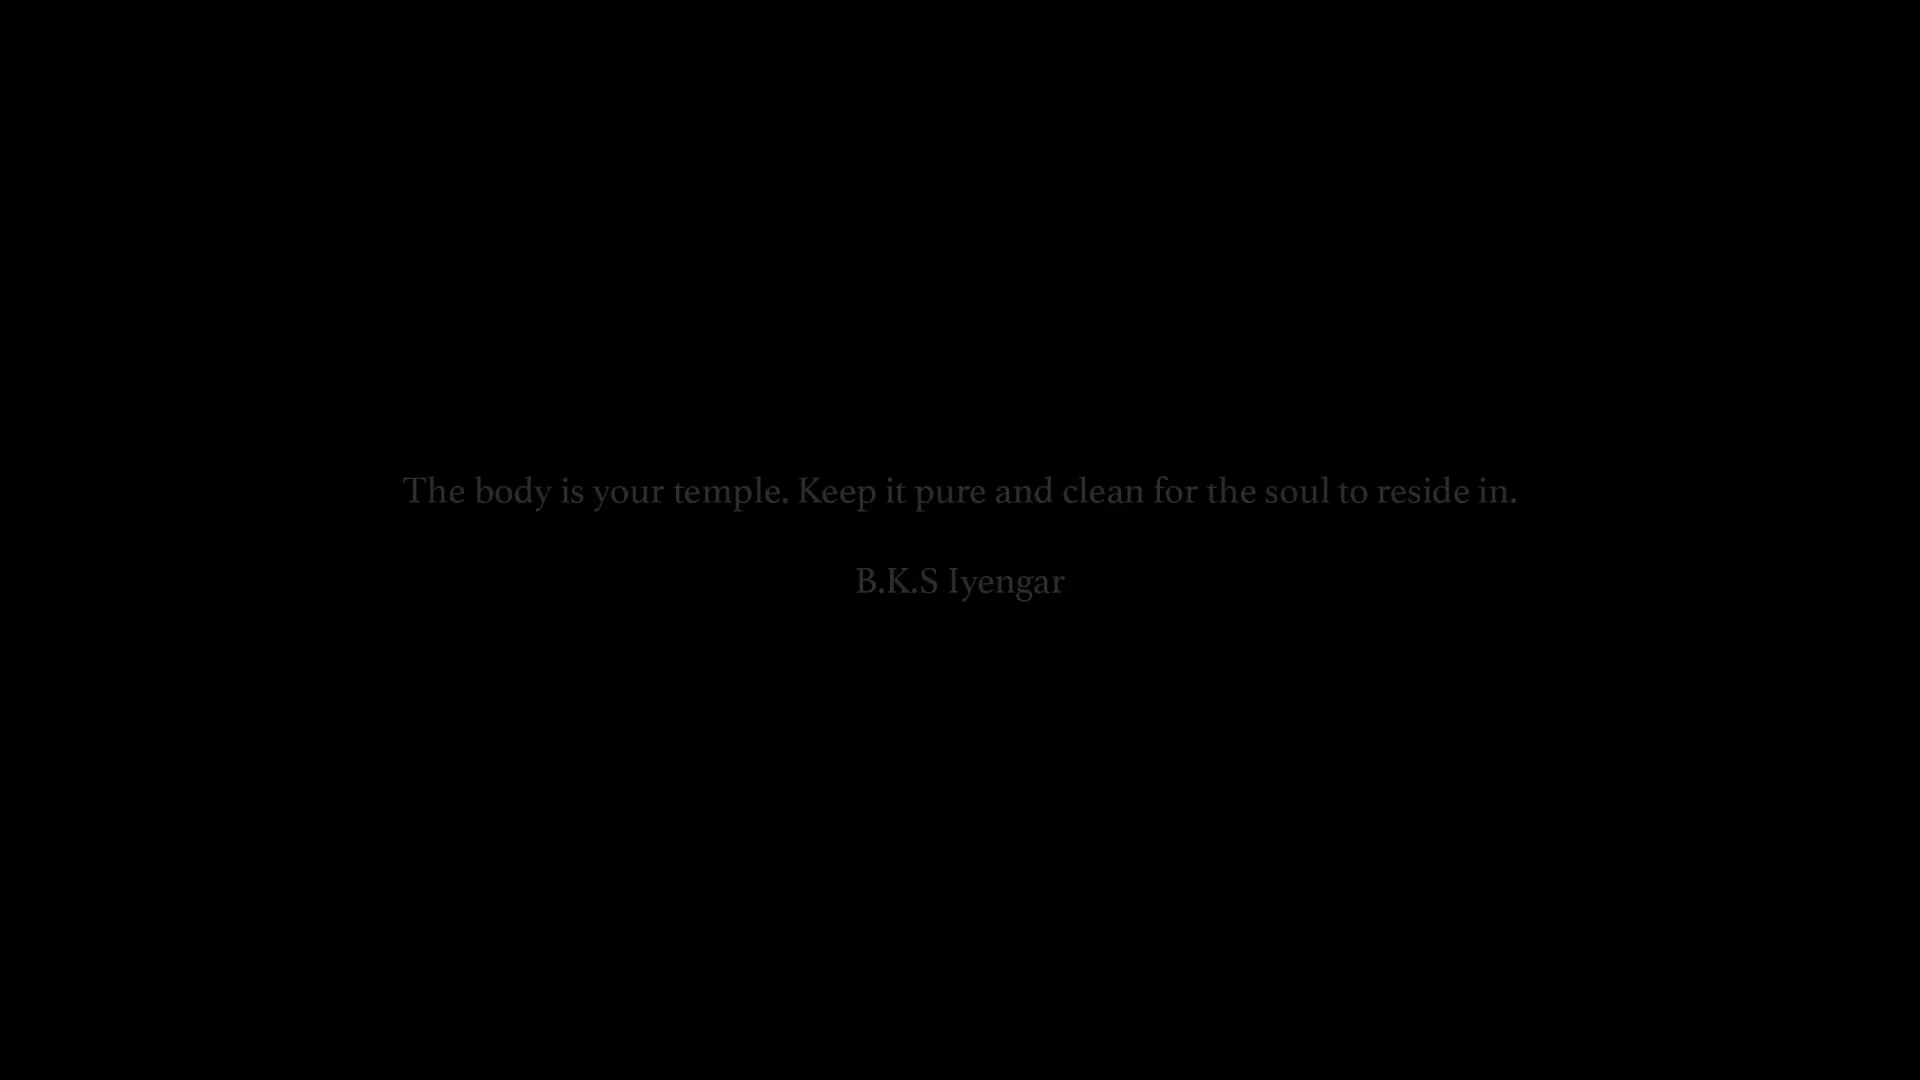 The body is your temple. Keep it pure and clean for the soul to reside in.
B.K.S Iyengar